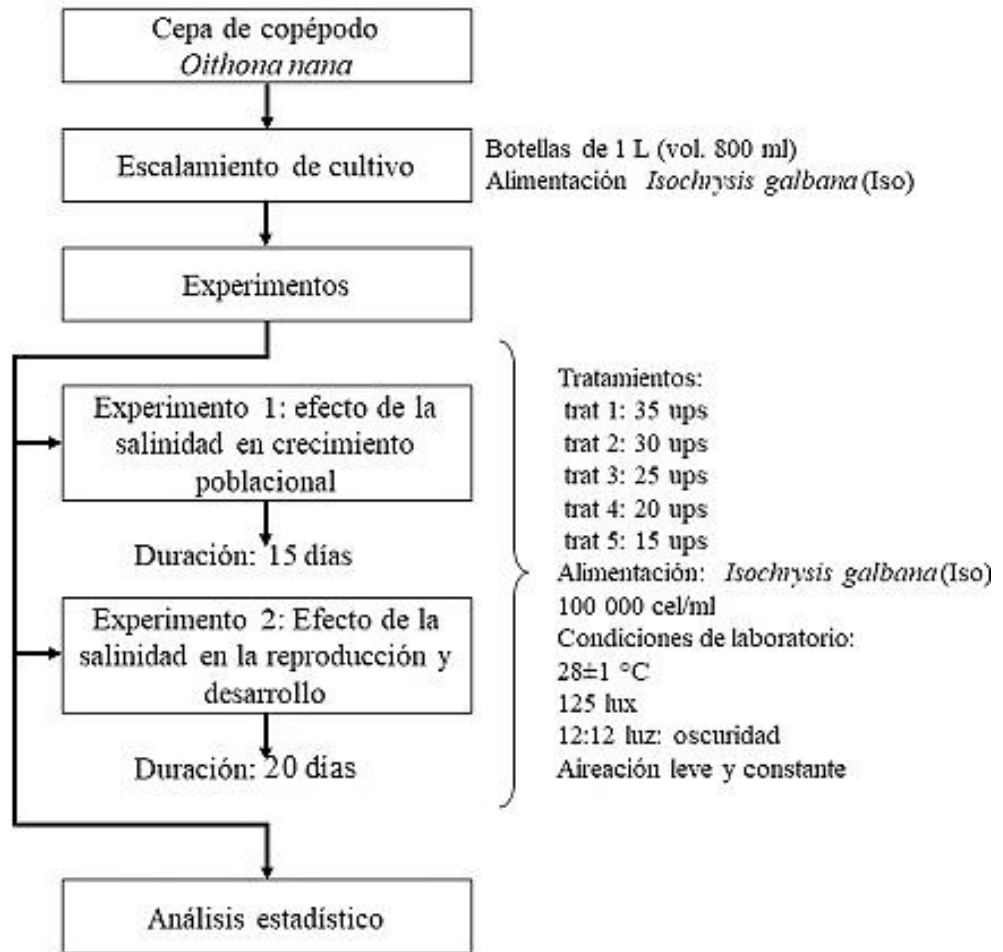 Cepa de copépodo
Oithona nana
Escalamiento de cultivo
Botellas de 1 L (vol. 800 ml)
Alimentación Isochrysis galbana (Iso)
Experimentos
Experimento 1: efecto de la
salinidad en crecimiento
poblacional
Duración: 15 días
Experimento 2: Efecto de la
salinidad en la reproducción y
desarrollo
Duración: 20 días
Tratamientos:
trat 1: 35 ups
trat 2: 30 ups
trat 3: 25 ups
trat 4: 20 ups
trat 5: 15 ups
Alimentación: Isochrysis galbana (Iso)
100 000 cel/ml
Condiciones de laboratorio:
28±1 °C
125 lux
12:12 luz: oscuridad
Aireación leve y constante
Análisis estadístico